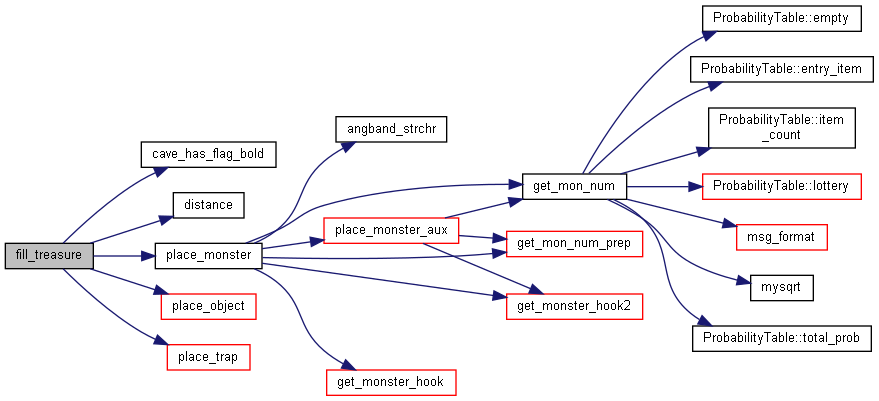 fill_treasure
cave_has_flag_bold
distance
place_monster
place_object
place_trap
angband_strchr
place_monster_aux
get_monster_hook
get_mon_num
get_mon_num_prep
get_monster_hook2
ProbabilityTable::empty
ProbabilityTable::entry_item
ProbabilityTable::item
_count
ProbabilityTable::lottery
msg_format
mysqrt
ProbabilityTable::total_prob